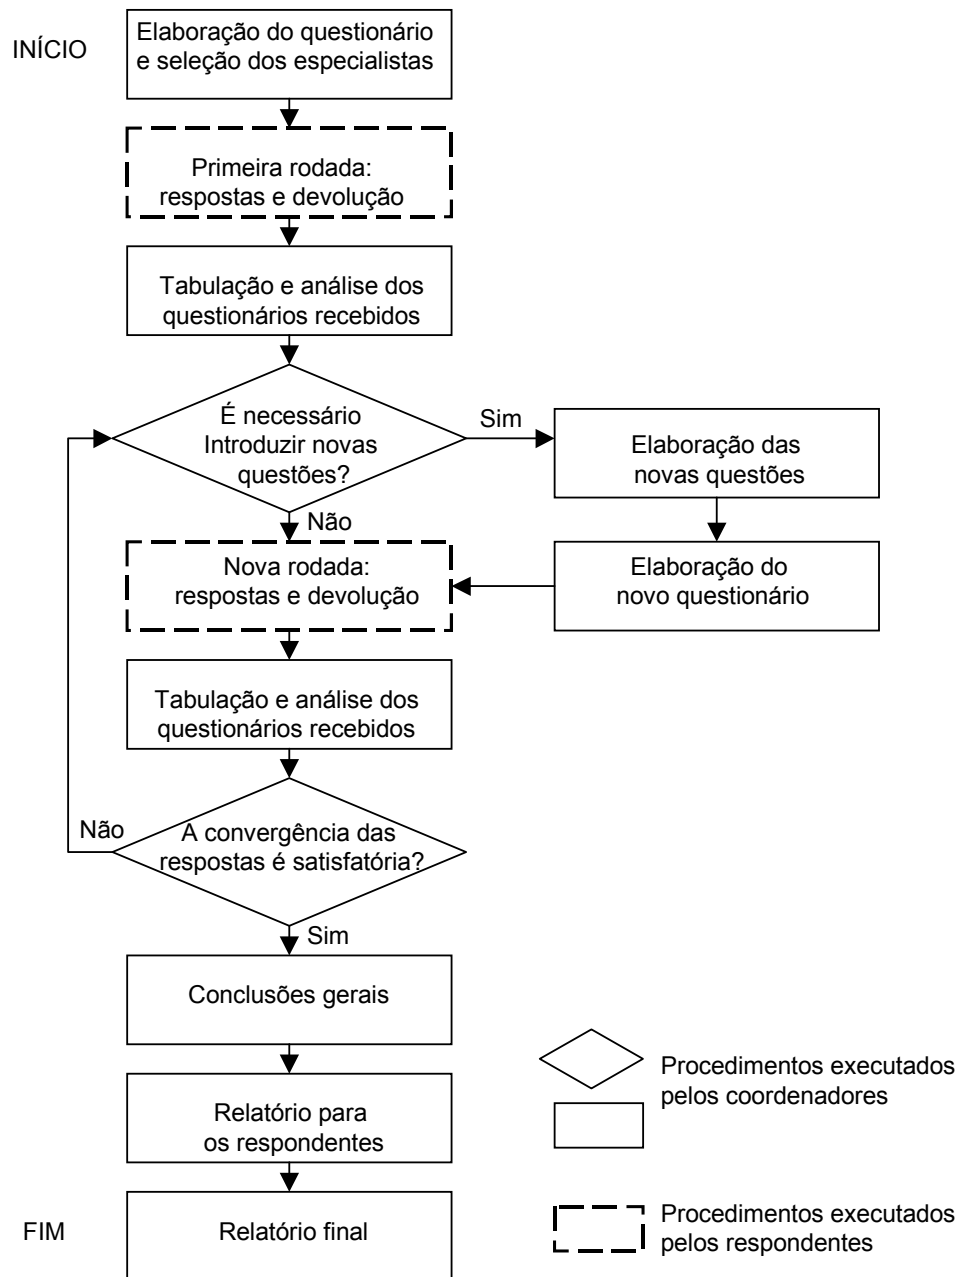 INÍCIO
Elaboração do questionário
e seleção dos especialistas
Primeira rodada:
respostas e devolução
Tabulação e análise dos
questionários recebidos
É necessário
Introduzir novas
questões?
Sim
Elaboração das
novas questões
Não
Nova rodada:
respostas e devolução
Elaboração do
novo questionário
Tabulação e análise dos
questionários recebidos
Não
A convergência das
respostas é satisfatória?
Sim
Conclusões gerais
Procedimentos executados
pelos coordenadores
Relatório para
os respondentes
FIM
Relatório final
Procedimentos executados
pelos respondentes